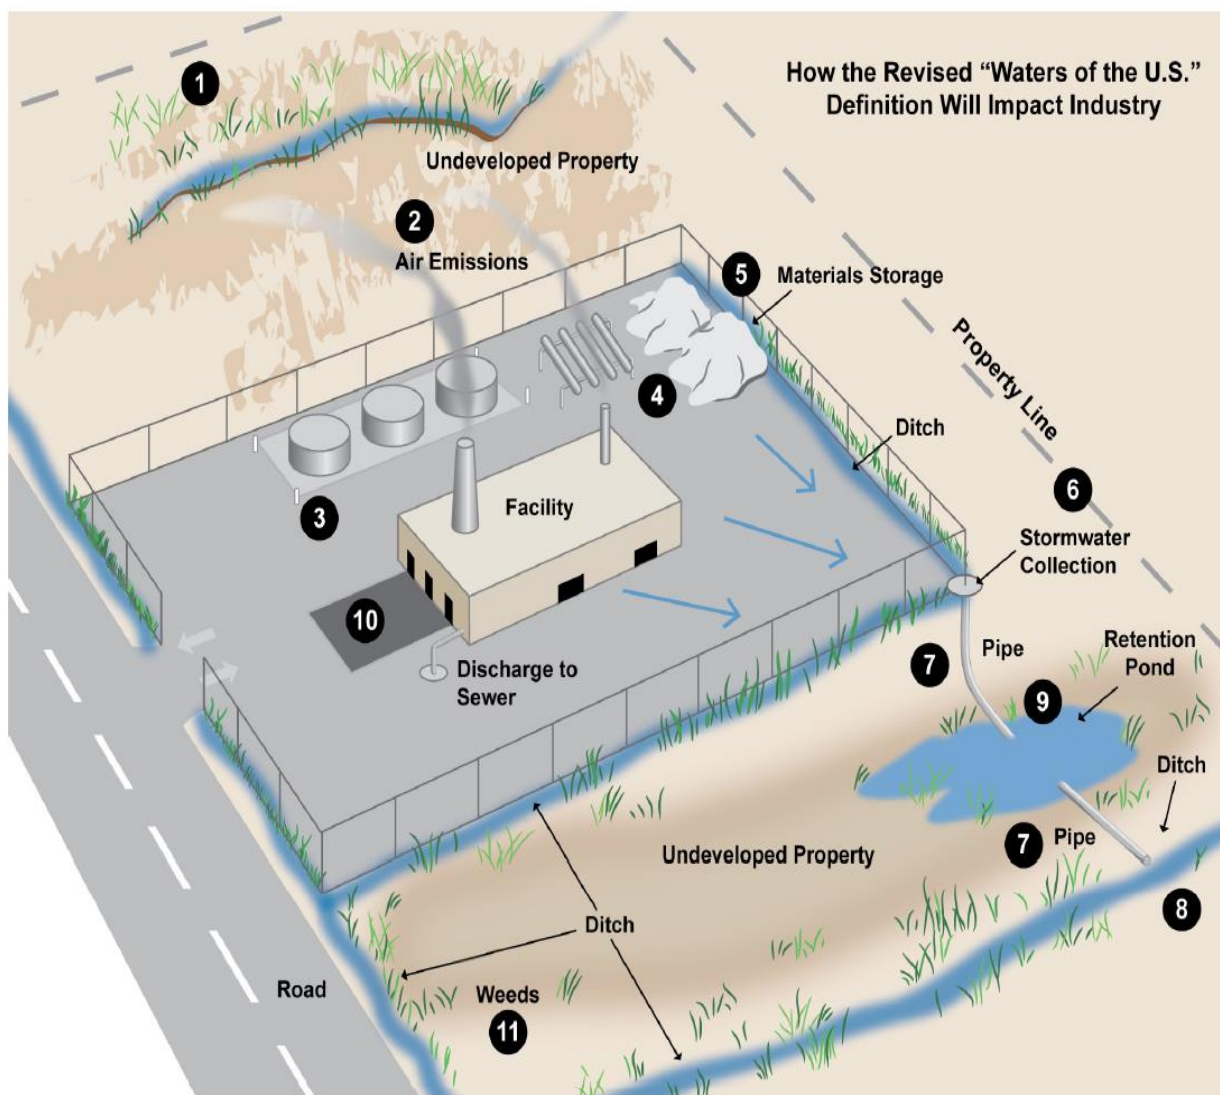 How the Revised “Waters of the U.S.”
Definition Will Impact Industry
1
Undeveloped Property
2
Air Emissions
5
Materials Storage
Property Line
4
Ditch
6
3
Facility
Stormwater
Collection
10
7
Pipe
Retention
Pond
Discharge to
Sewer
9
Ditch
7
Pipe
Undeveloped Property
8
Ditch
Road
Weeds
11